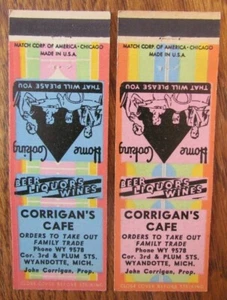 MATCH CORP. OF AMERICA-CHICAGO
MADE IN U.S.A.
THAT WILL PLEASE YOU
Home Cooking
BEER
LIQUORS
WINES
CORRIGAN'S
CAFE
ORDERS TO TAKE OUT
FAMILY TRADE
Phone WY 9578
Cor. 3rd & PLUM STS.
WYANDOTTE, MICH.
John Corrigan, Prop.
MATCH CORP. OF AMERICA-CHICAGO
MADE IN U.S.A.
THAT WILL PLEASE YOU
Home Cooking
BEER
LIQUORS
WINES
CORRIGAN'S
CAFE
ORDERS TO TAKE OUT
FAMILY TRADE
Phone WY 9578
Cor. 3rd & PLUM STS.
WYANDOTTE, MICH.
John Corrigan, Prop.